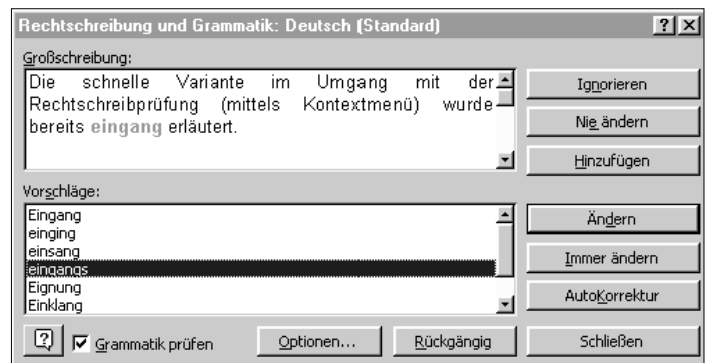 Rechtschreibung und Grammatik: Deutsch (Standard)
Großschreibung:
Die schnelle Variante im Umgang mit der
Rechtschreibprüfung (mittels Kontextmenü) wurde
bereits eingang erläutert.
Ignorieren
Nie ändern
Hinzufügen
Vorschläge:
Eingang
einging
einsang
eingangs
Eignung
Einklang
Ändern
Immer ändern
AutoKorrektur
Grammatik prüfen
Optionen...
Rückgängig
Schließen